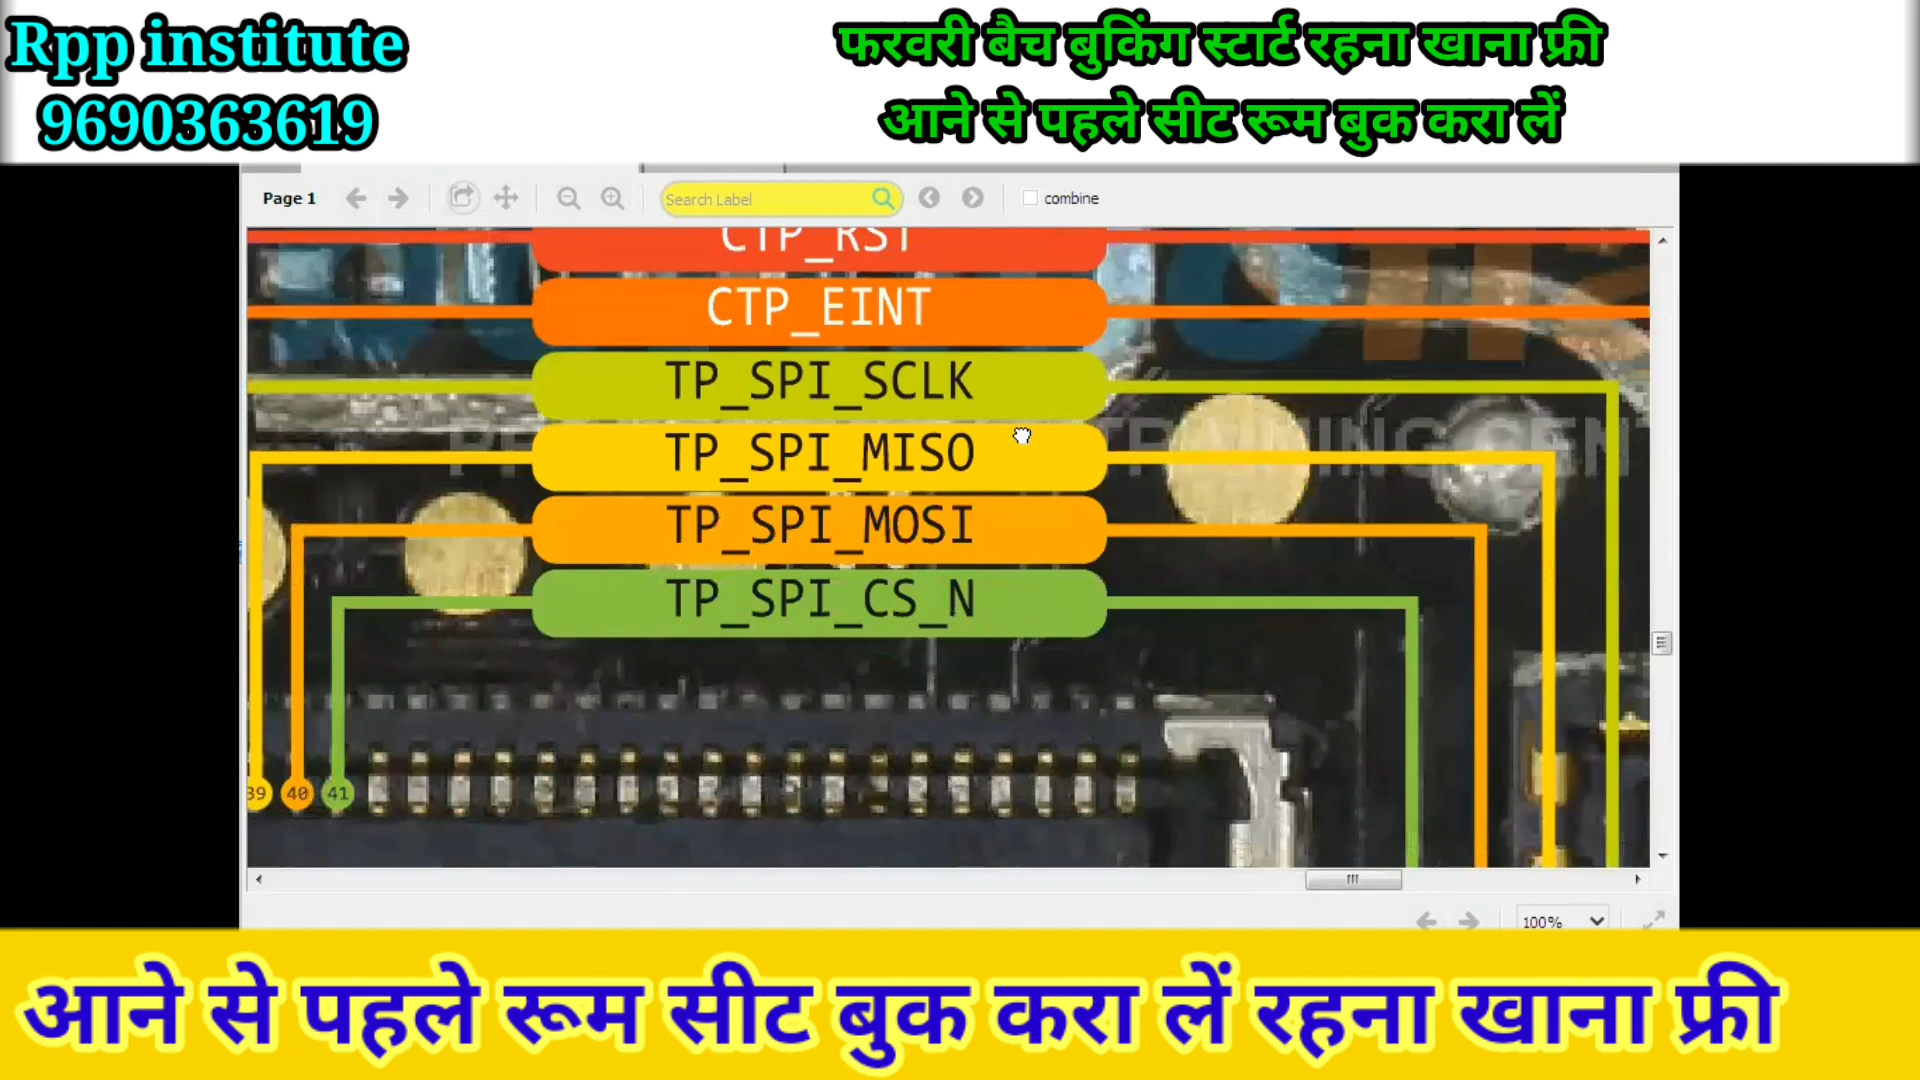 Rpp institute
9690363619
फरवरी बैच बुकिंग स्टार्ट रहना खाना फ्री
आने से पहले सीट रूम बुक करा लें
Page 1
Search Label
combine
CTP_RST
CTP_EINT
TP_SPI_SCLK
TP_SPI_MISO
TP_SPI_MOSI
TP_SPI_CS_N
39
40
41
100%
आने से पहले रूम सीट बुक करा लें रहना खाना फ्री